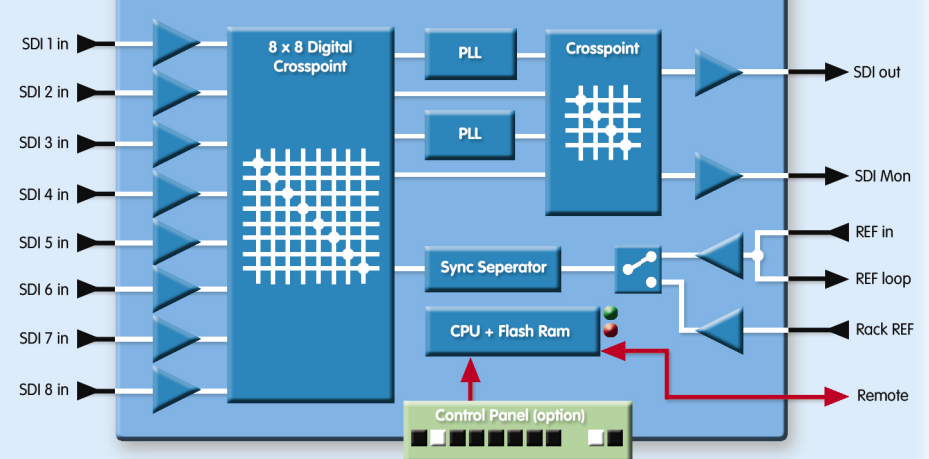 SDI 1 in
SDI 2 in
SDI 3 in
SDI 4 in
SDI 5 in
SDI 6 in
SDI 7 in
SDI 8 in
8 x 8 Digital
Crosspoint
PLL
PLL
Crosspoint
Sync Seperator
CPU + Flash Ram
Control Panel (option)
SDI out
SDI Mon
REF in
REF loop
Rack REF
Remote